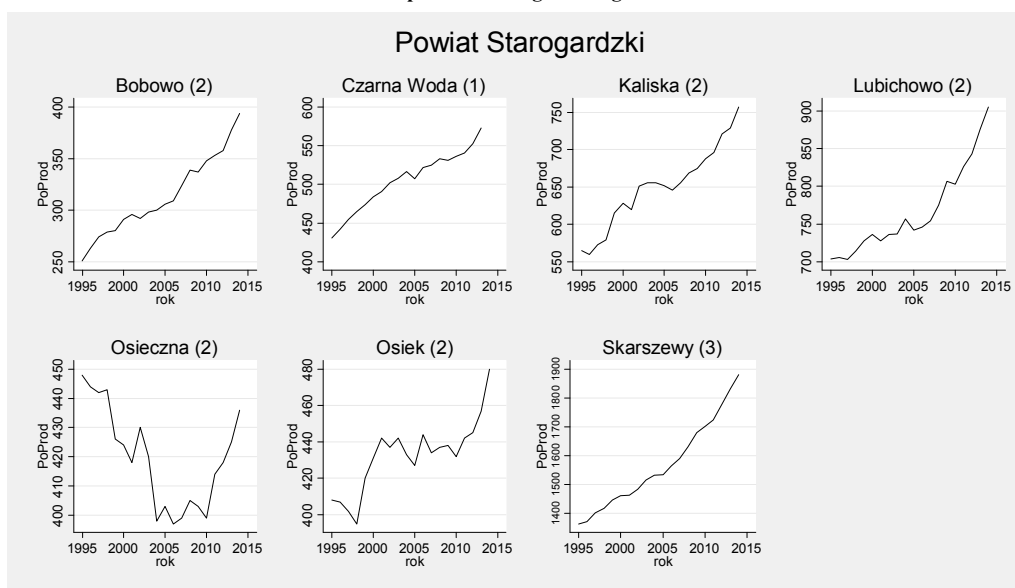 Powiat Starogardzki
Bobowo (2)
PoProd
400
350
300
250
1995 2000 2005 2010 2015
rok
Czarna Woda (1)
PoProd
600
550
500
450
400
1995 2000 2005 2010 2015
rok
Kaliska (2)
PoProd
750
700
650
600
550
1995 2000 2005 2010 2015
rok
Lubichowo (2)
PoProd
900
850
800
750
700
1995 2000 2005 2010 2015
rok
Osieczna (2)
PoProd
450
440
430
420
410
400
1995 2000 2005 2010 2015
rok
Osiek (2)
PoProd
480
460
440
420
400
1995 2000 2005 2010 2015
rok
Skarszewy (3)
PoProd
1900
1800
1700
1600
1500
1400
1995 2000 2005 2010 2015
rok